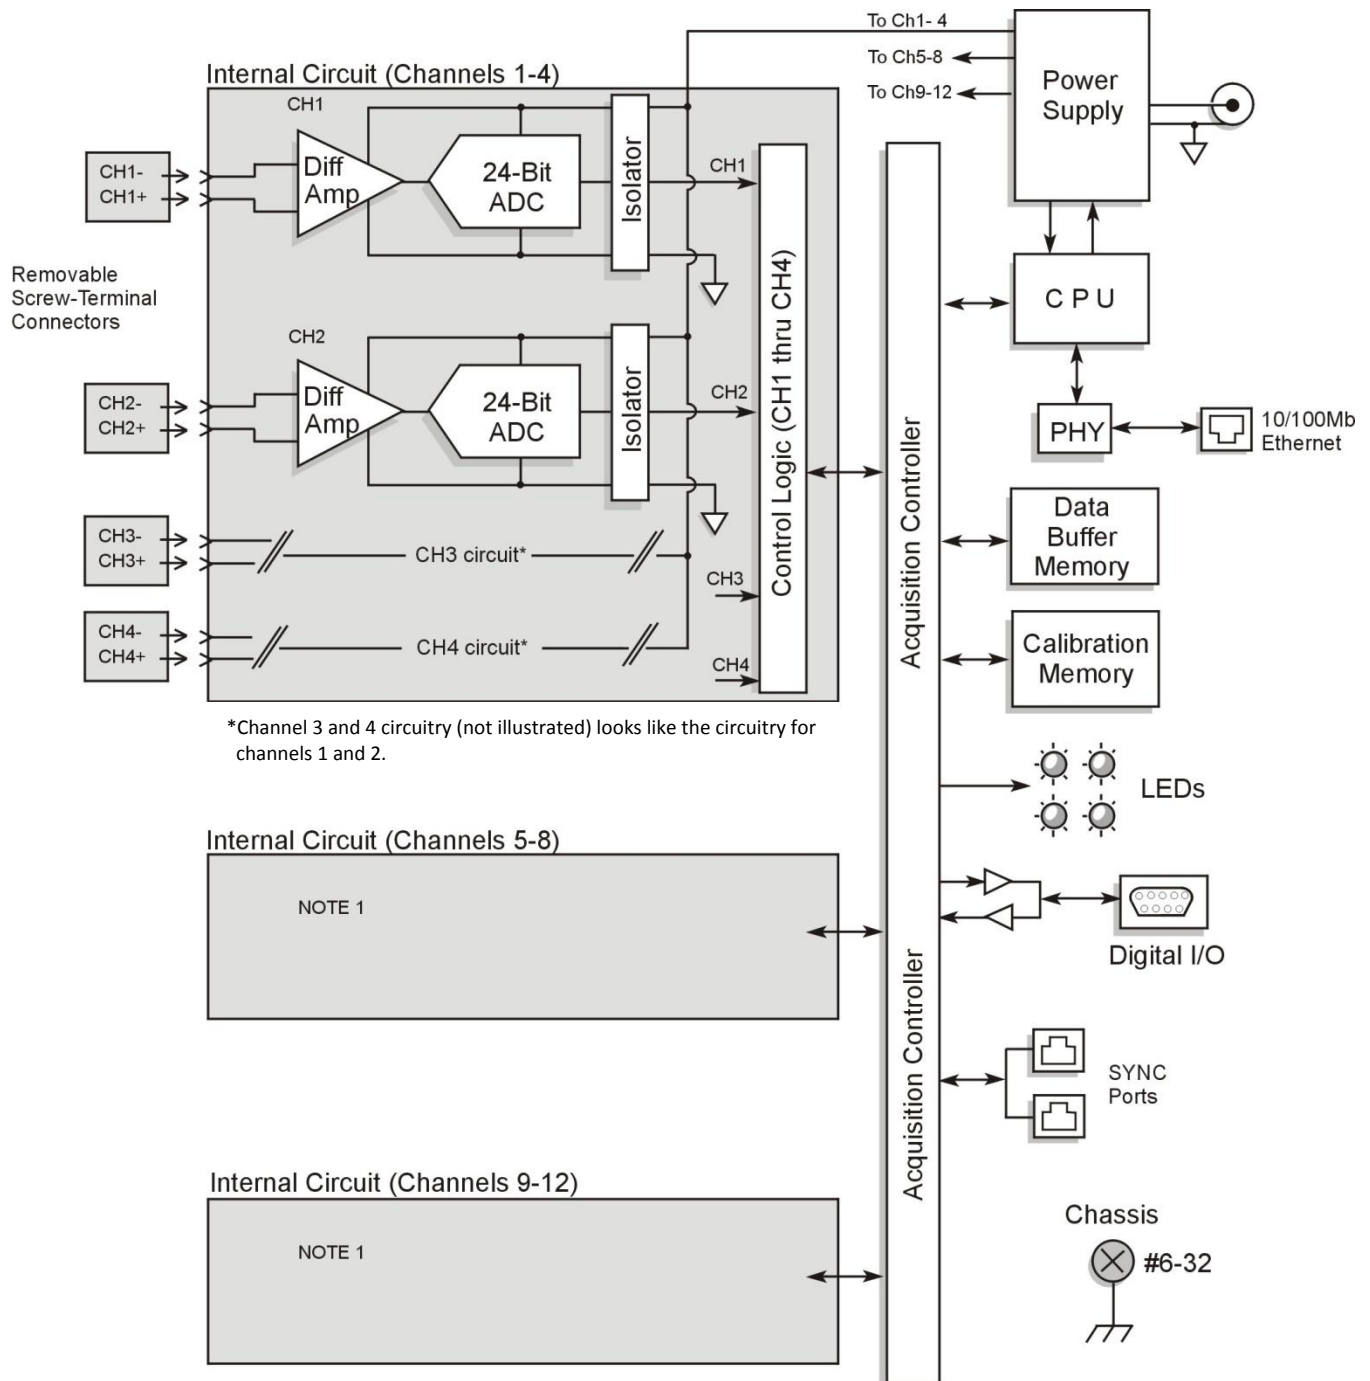 To Ch1- 4
To Ch5-8
To Ch9-12
Power
Supply
Internal Circuit (Channels 1-4)
CH1
CH1-
CH1+
Diff
Amp
24-Bit
ADC
Isolator
CH1
Removable
Screw-Terminal
Connectors
CH2
CH2-
CH2+
Diff
Amp
24-Bit
ADC
Isolator
CH2
CH3-
CH3+
CH3 circuit*
CH3
CH4-
CH4+
CH4 circuit*
CH4
Control Logic (CH1 thru CH4)
*Channel 3 and 4 circuitry (not illustrated) looks like the circuitry for
channels 1 and 2.
Internal Circuit (Channels 5-8)
NOTE 1
Internal Circuit (Channels 9-12)
NOTE 1
Acquisition Controller
Acquisition Controller
CPU
PHY
10/100Mb
Ethernet
Data
Buffer
Memory
Calibration
Memory
LEDs
Digital I/O
SYNC
Ports
Chassis
#6-32